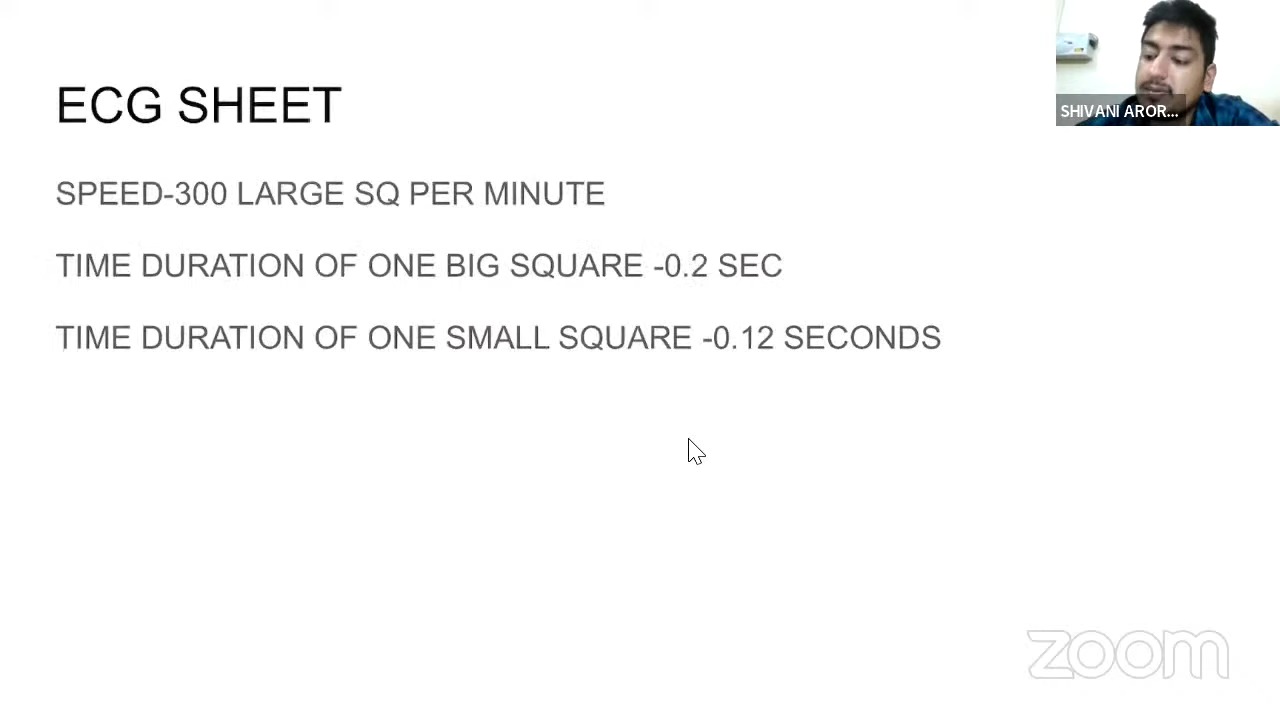 ECG SHEET
SHIVANI AROR...
SPEED-300 LARGE SQ PER MINUTE
TIME DURATION OF ONE BIG SQUARE -0.2 SEC
TIME DURATION OF ONE SMALL SQUARE -0.12 SECONDS
zoom